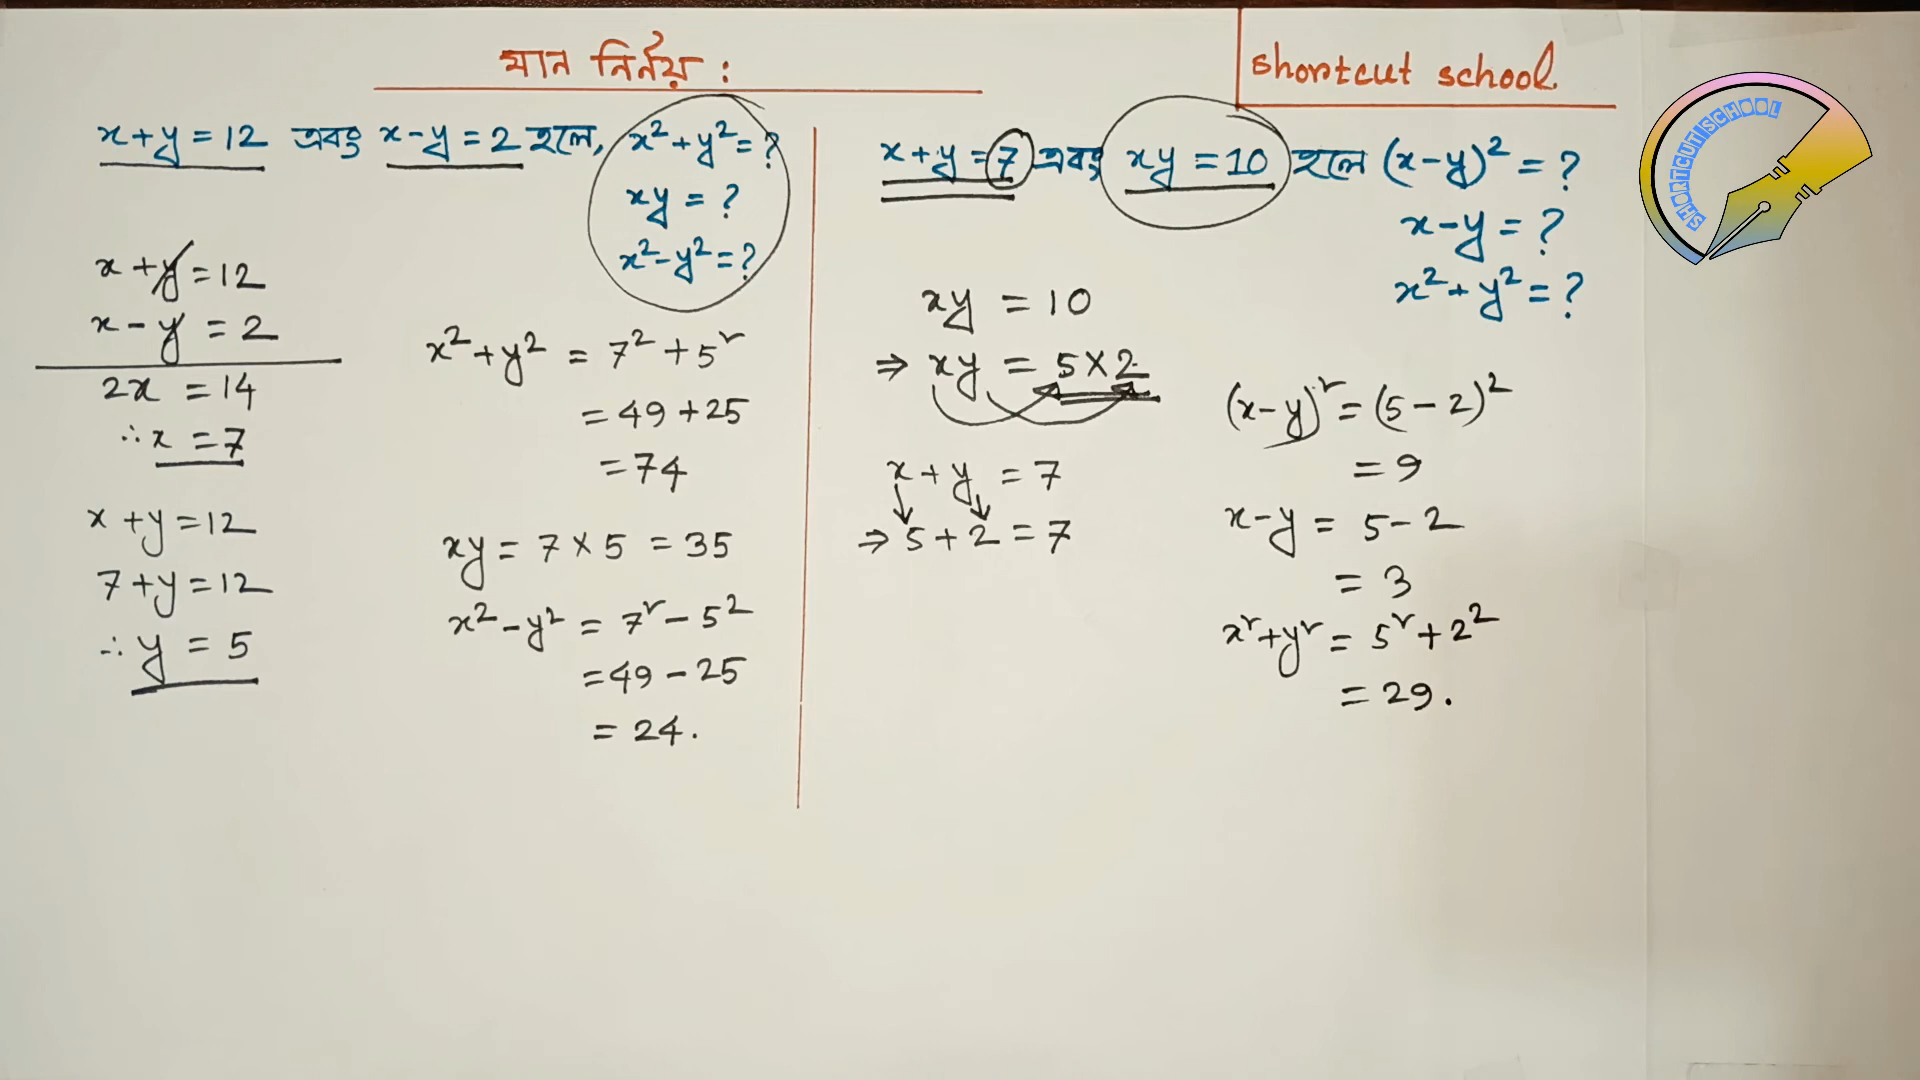 মান নির্ণয় :
shortcut school
SHORTCUT SCHOOL
x+y=12 এবং x-y=2 হলে, x²+y²=?
xy=?
x²-y²=?
x+y=12
x-y=2
2x=14
∴x=7
x+y=12
7+y=12
∴y=5
x²+y²=7²+5²
=49+25
=74
xy=7×5=35
x²-y²=7²-5²
=49-25
=24.
x+y=7 এবং xy=10 হলে (x-y)²=?
x-y=?
x²+y²=?
xy=10
⇒xy=5×2
x+y=7
⇒5+2=7
(x-y)²=(5-2)²
=9
x-y=5-2
=3
x²+y²=5²+2²
=29.